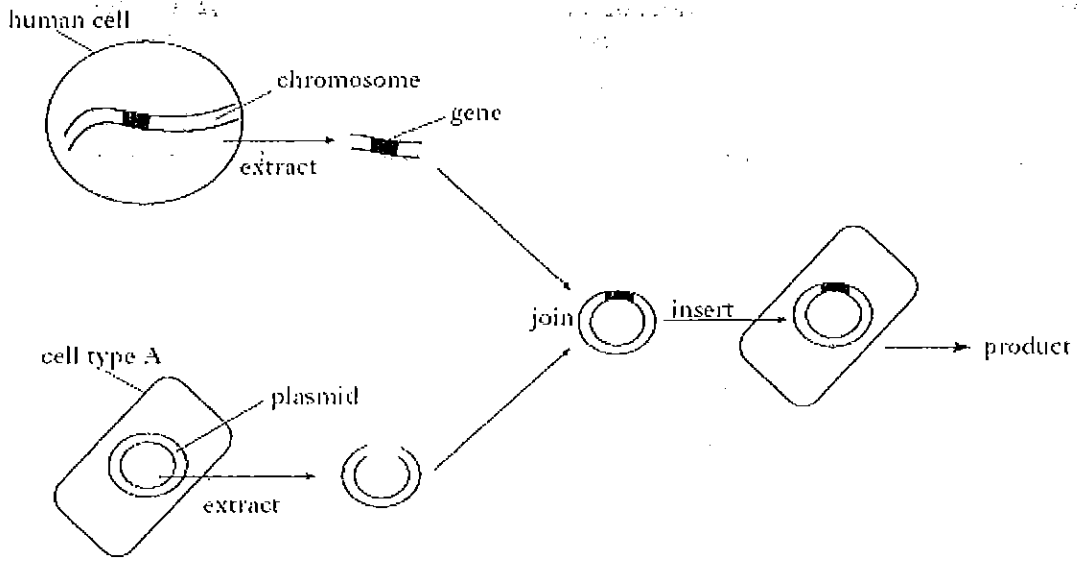 human cell
chromosome
gene
extract
join
insert
product
cell type A
plasmid
extract